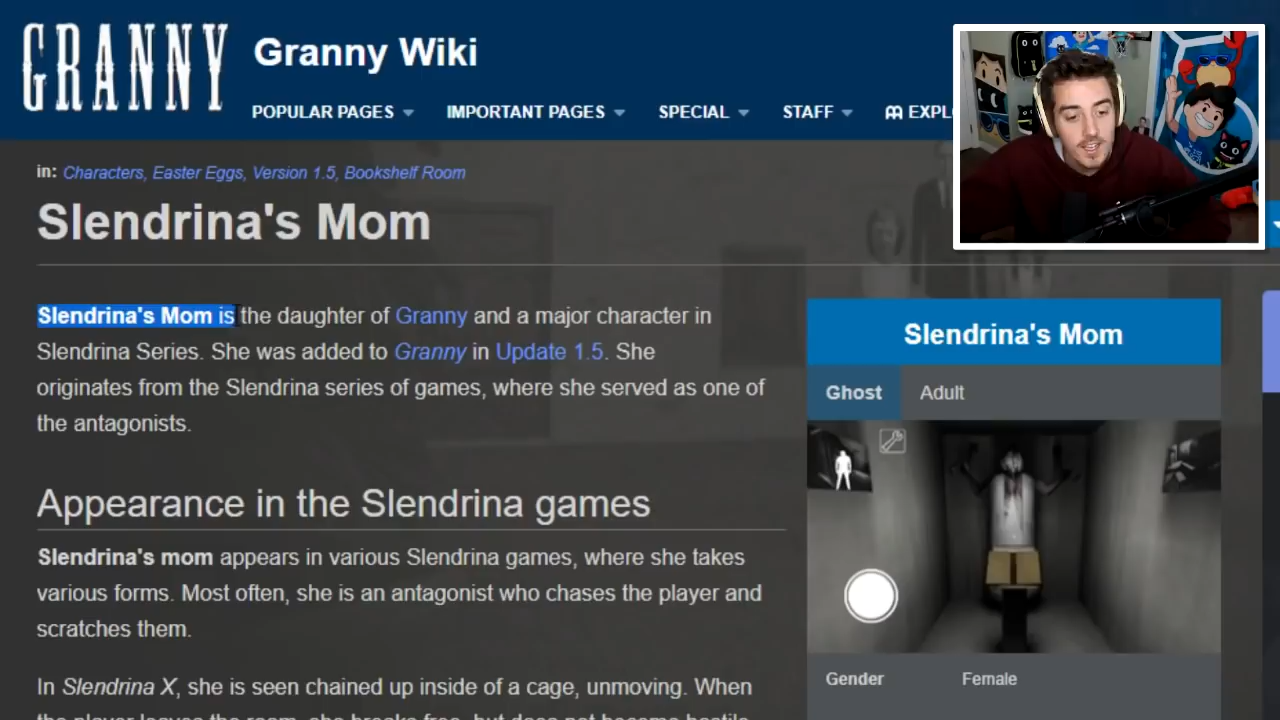 GRANNY
Granny Wiki
POPULAR PAGES IMPORTANT PAGES SPECIAL STAFF
in: Characters, Easter Eggs, Version 1.5, Bookshelf Room
Slendrina's Mom
Slendrina's Mom is the daughter of Granny and a major character in
Slendrina Series. She was added to Granny in Update 1.5. She
originates from the Slendrina series of games, where she served as one of
the antagonists.
Slendrina's Mom
Ghost Adult
Gender Female
Appearance in the Slendrina games
Slendrina's mom appears in various Slendrina games, where she takes
various forms. Most often, she is an antagonist who chases the player and
scratches them.
In Slendrina X, she is seen chained up inside of a cage, unmoving. When